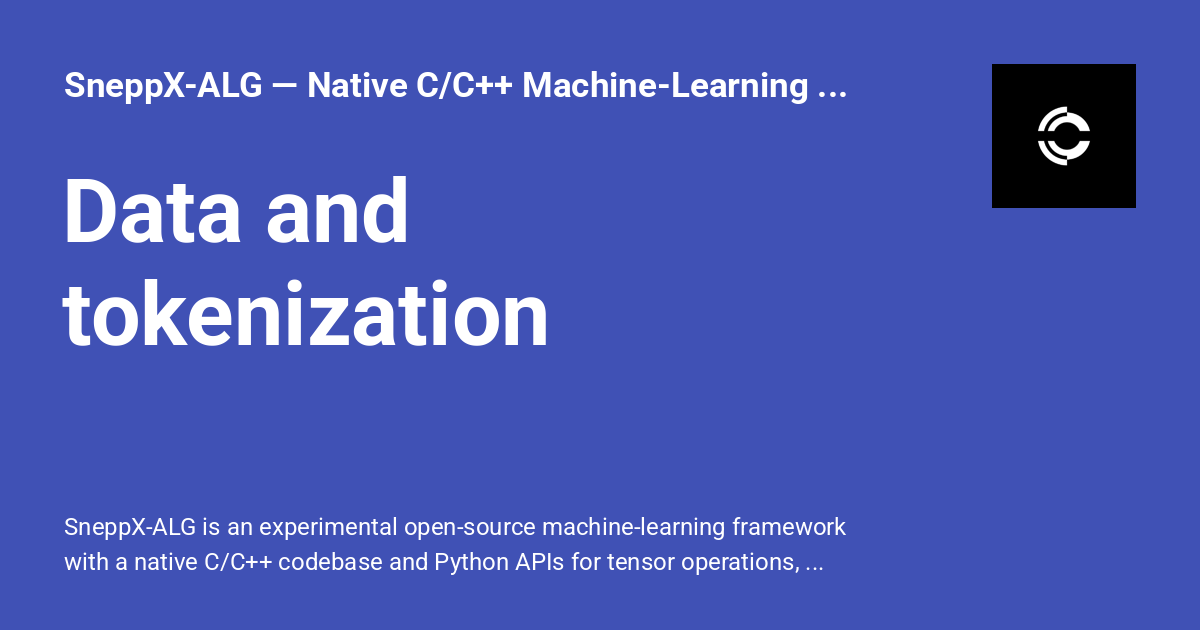 SneppX-ALG — Native C/C++ Machine-Learning ...
Data and
tokenization
SneppX-ALG is an experimental open-source machine-learning framework
with a native C/C++ codebase and Python APIs for tensor operations, ...